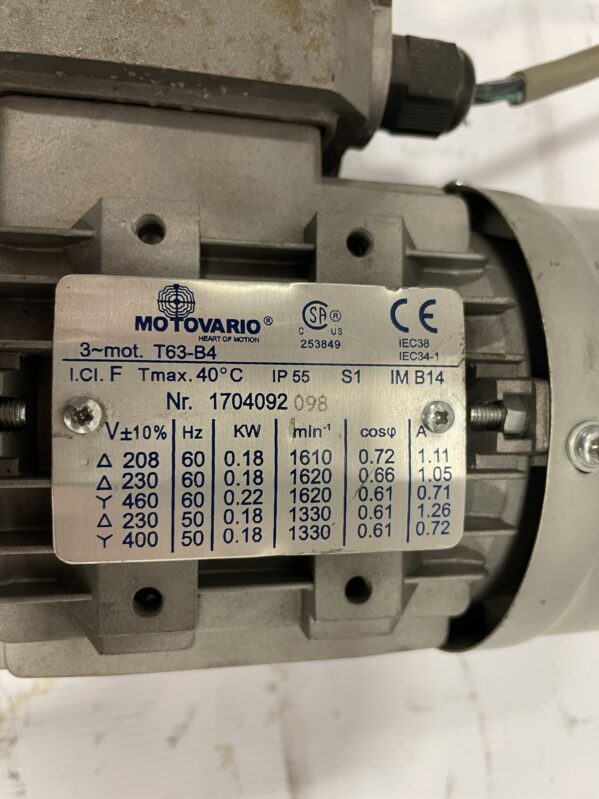 MOTOVARIO®
HEART OF MOTION
SA®
C US
253849
CE
IEC38
IEC34-1
3~mot. T63-B4
I.Cl. F Tmax. 40°C IP 55 S1 IM B14
Nr. 1704092 098
V±10% Hz KW min⁻¹ cosφ A
Δ 208 60 0.18 1610 0.72 1.11
Δ 230 60 0.18 1620 0.66 1.05
Y 460 60 0.22 1620 0.61 0.71
Δ 230 50 0.18 1330 0.61 1.26
Y 400 50 0.18 1330 0.61 0.72